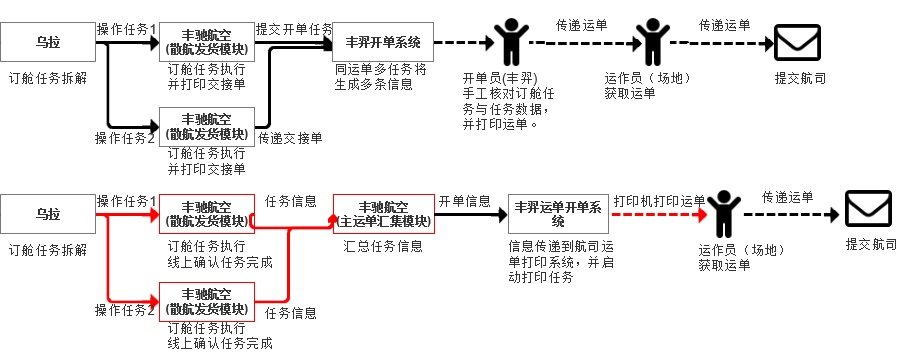 操作任务1
乌拉
订舱任务拆解
丰驰航空
(散航发货模块)
订舱任务执行
并打印交接单
提交开单任务
丰羿开单系统
同运单多任务将
生成多条信息
开单员(丰羿)
手工核对订舱任
务与任务数据，
并打印运单。
传递运单
运作员（场地）
获取运单
传递运单
提交航司
操作任务2
丰驰航空
(散航发货模块)
订舱任务执行
并打印交接单
传递交接单
操作任务1
乌拉
订舱任务拆解
丰驰航空
(散航发货模块)
订舱任务执行
线上确认任务完成
任务信息
丰驰航空
(主运单汇集模块)
汇总任务信息
开单信息
丰羿运单开单系
统
信息传递到航司运
单打印系统，并启
动打印任务
打印机打印运单
运作员（场地）
获取运单
传递运单
提交航司
操作任务2
丰驰航空
(散航发货模块)
订舱任务执行
线上确认任务完成
任务信息